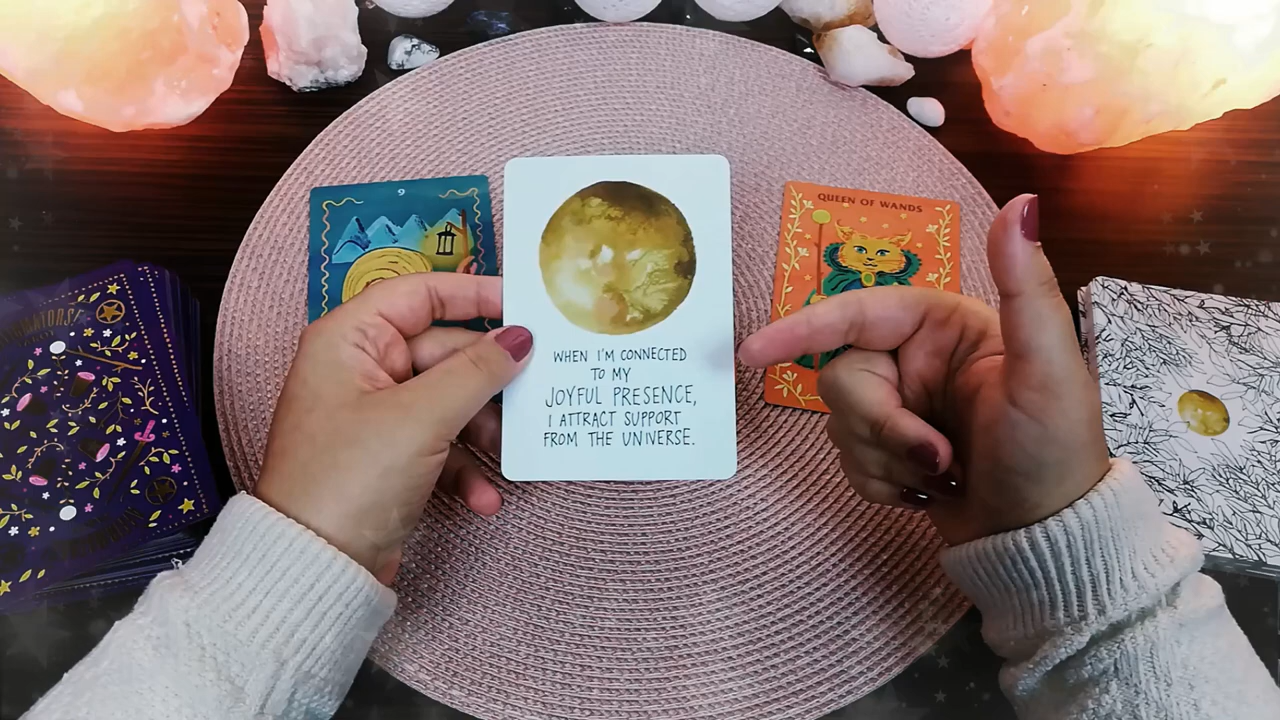 9
QUEEN OF WANDS
WHEN I'M CONNECTED
TO MY
JOYFUL PRESENCE,
I ATTRACT SUPPORT
FROM THE UNIVERSE.